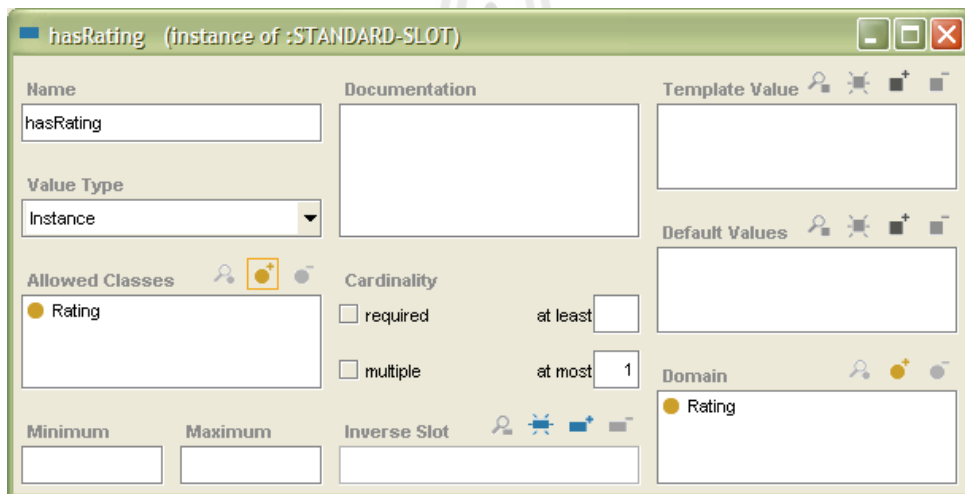 hasRating (instance of :STANDARD-SLOT)
Name
hasRating
Value Type
Instance
Allowed Classes
Rating
Minimum
Maximum
Documentation
Cardinality
required at least
multiple at most 1
Inverse Slot
Template Value
Default Values
Domain
Rating